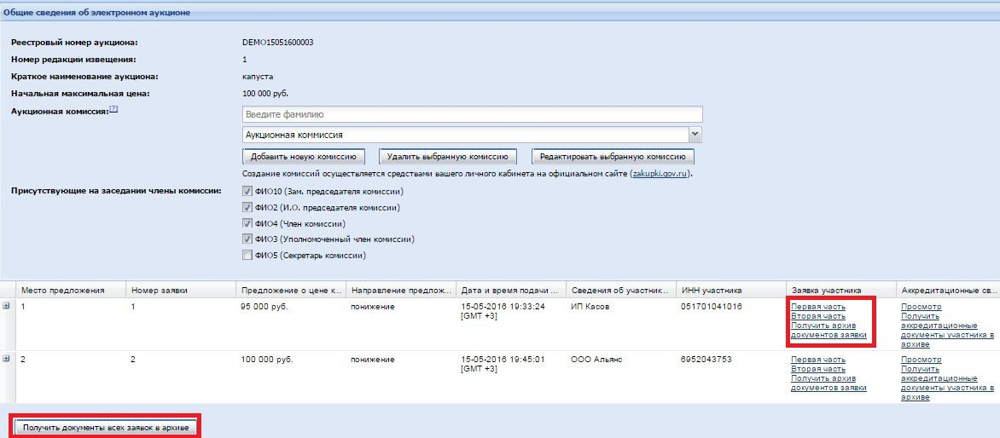 Общие сведения об электронном аукционе
Реестровый номер аукциона: DEMO15051600003
Номер редакции извещения: 1
Краткое наименование аукциона: капуста
Начальная максимальная цена: 100 000 руб.
Аукционная комиссия:[?] Введите фамилию
Аукционная коммиссия
Добавить новую комиссию Удалить выбранную комиссию Редактировать выбранную комиссию
Создание комиссий осуществляется средствами вашего личного кабинета на официальном сайте (zakupki.gov.ru).
Присутствующие на заседании члены комиссии: ФИО10 (Зам. председателя комиссии)
ФИО2 (И.О. председателя комиссии)
ФИО4 (Член комиссии)
ФИО3 (Уполномоченный член комиссии)
ФИО5 (Секретарь комиссии)
Место предложения Номер заявки Предложение о цене к... Направление предлож... Дата и время подачи ... Сведения об участник... ИНН участника Заявка участника Аккредитационные св...
1 1 95 000 руб. понижение 15-05-2016 19:33:24 ИП Касов 051701041016 Первая часть Просмотр
[GMT +3] Вторая часть Получить
Получить архив аккредитационные
документов заявки документы участника в
архиве
2 2 100 000 руб. понижение 15-05-2016 19:45:01 ООО Альянс 6952043753 Первая часть Просмотр
[GMT +3] Вторая часть Получить
Получить архив аккредитационные
документов заявки документы участника в
архиве
Получить документы всех заявок в архиве